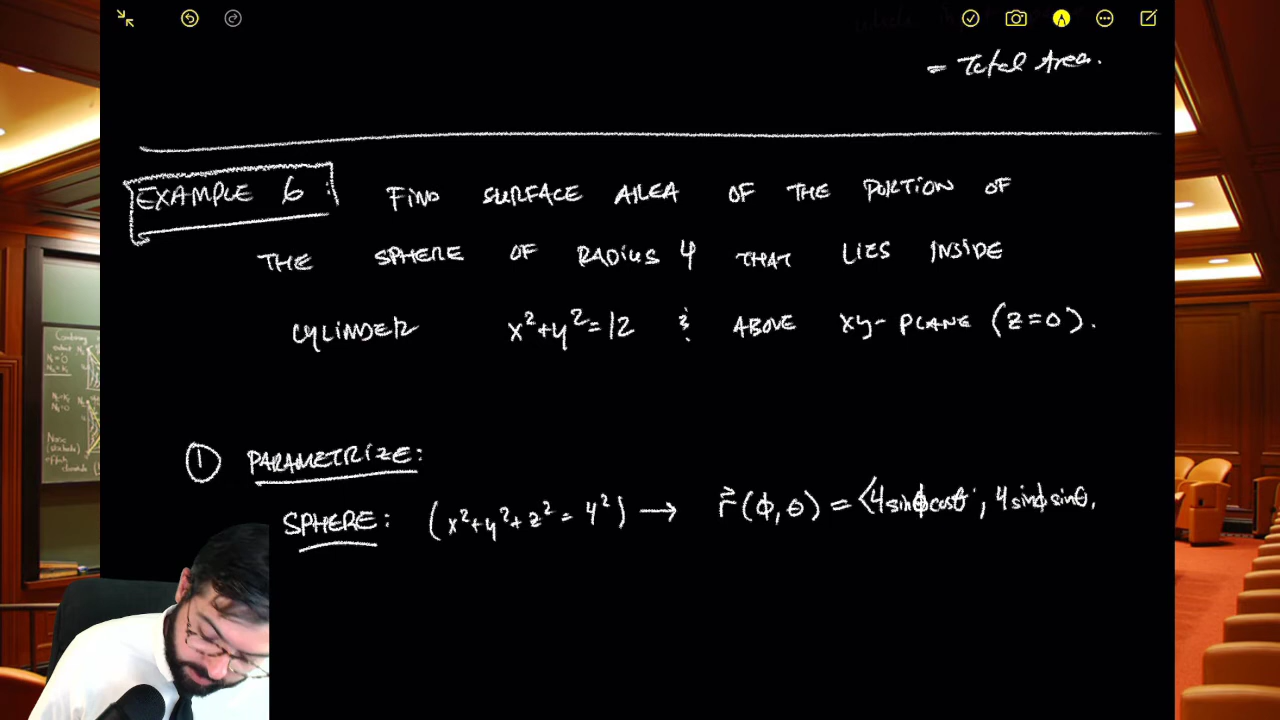 = Total Area.
EXAMPLE 6: FIND SURFACE AREA OF THE PORTION OF
THE SPHERE OF RADIUS 4 THAT LIES INSIDE
CYLINDER x²+y²=12 & ABOVE xy-PLANE (z=0).
① PARAMETRIZE:
SPHERE: (x²+y²+z²=4²) → r⃗(ϕ,θ) = ⟨4sinϕcosθ, 4sinϕsinθ,